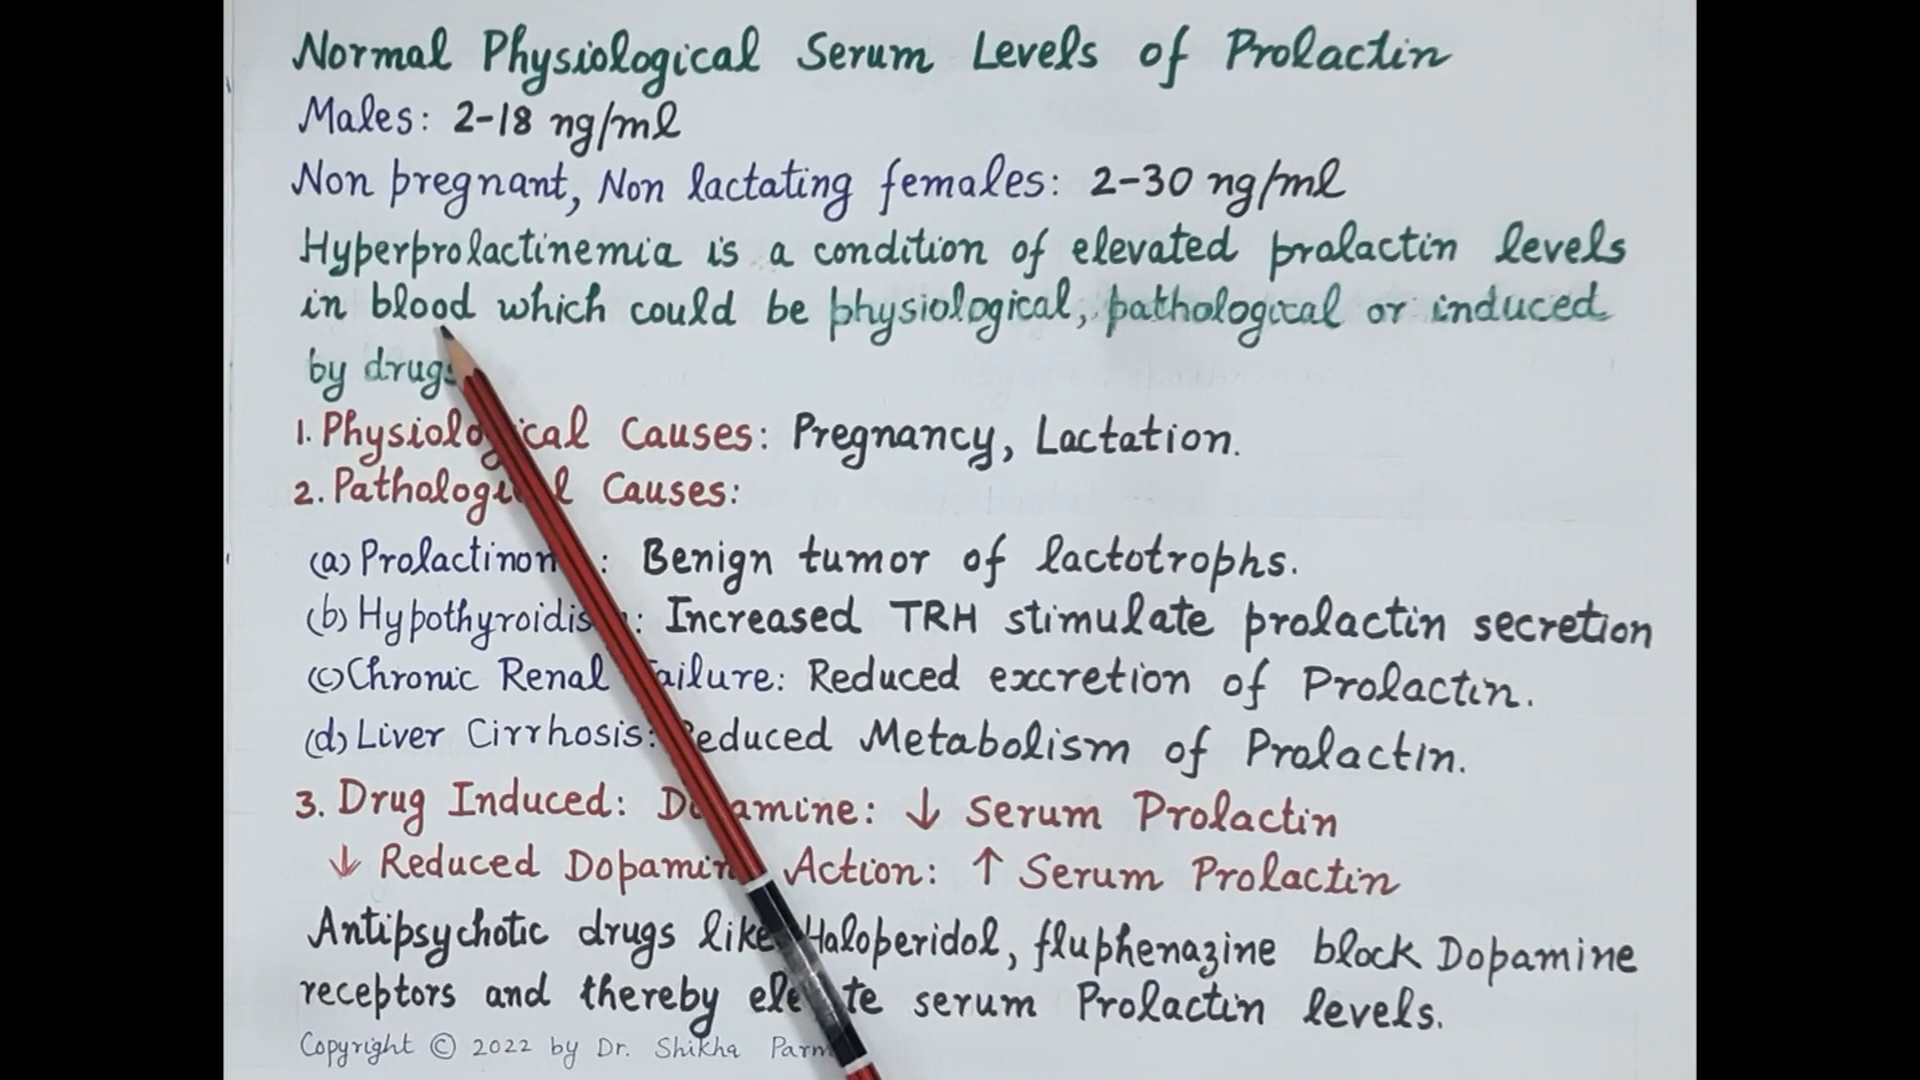 Normal Physiological Serum Levels of Prolactin
Males: 2-18 ng/ml
Non pregnant, Non lactating females: 2-30 ng/ml
Hyperprolactinemia is a condition of elevated prolactin levels
in blood which could be physiological, pathological or induced
by drugs
1. Physiological Causes: Pregnancy, Lactation.
2. Pathological Causes:
(a) Prolactinom : Benign tumor of lactotrophs.
(b) Hypothyroidism: Increased TRH stimulate prolactin secretion
(c) Chronic Renal Failure: Reduced excretion of Prolactin.
(d) Liver Cirrhosis: Reduced Metabolism of Prolactin.
3. Drug Induced: Dopamine: ↓ Serum Prolactin
↓ Reduced Dopamine Action: ↑ Serum Prolactin
Antipsychotic drugs like Haloperidol, fluphenazine block Dopamine
receptors and thereby elevate serum Prolactin levels.
Copyright © 2022 by Dr. Shikha Parm